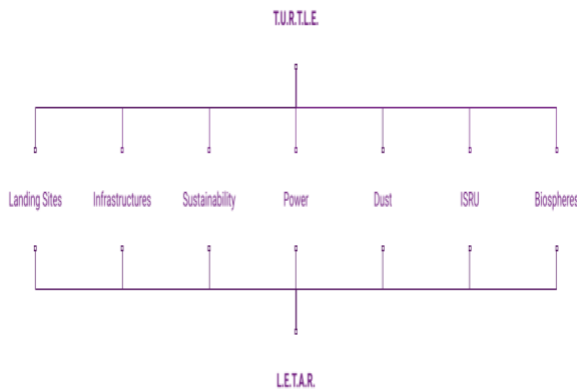 T.U.R.T.L.E.
Landing Sites Infrastructures Sustainability Power Dust ISRU Biospheres
L.E.T.A.R.